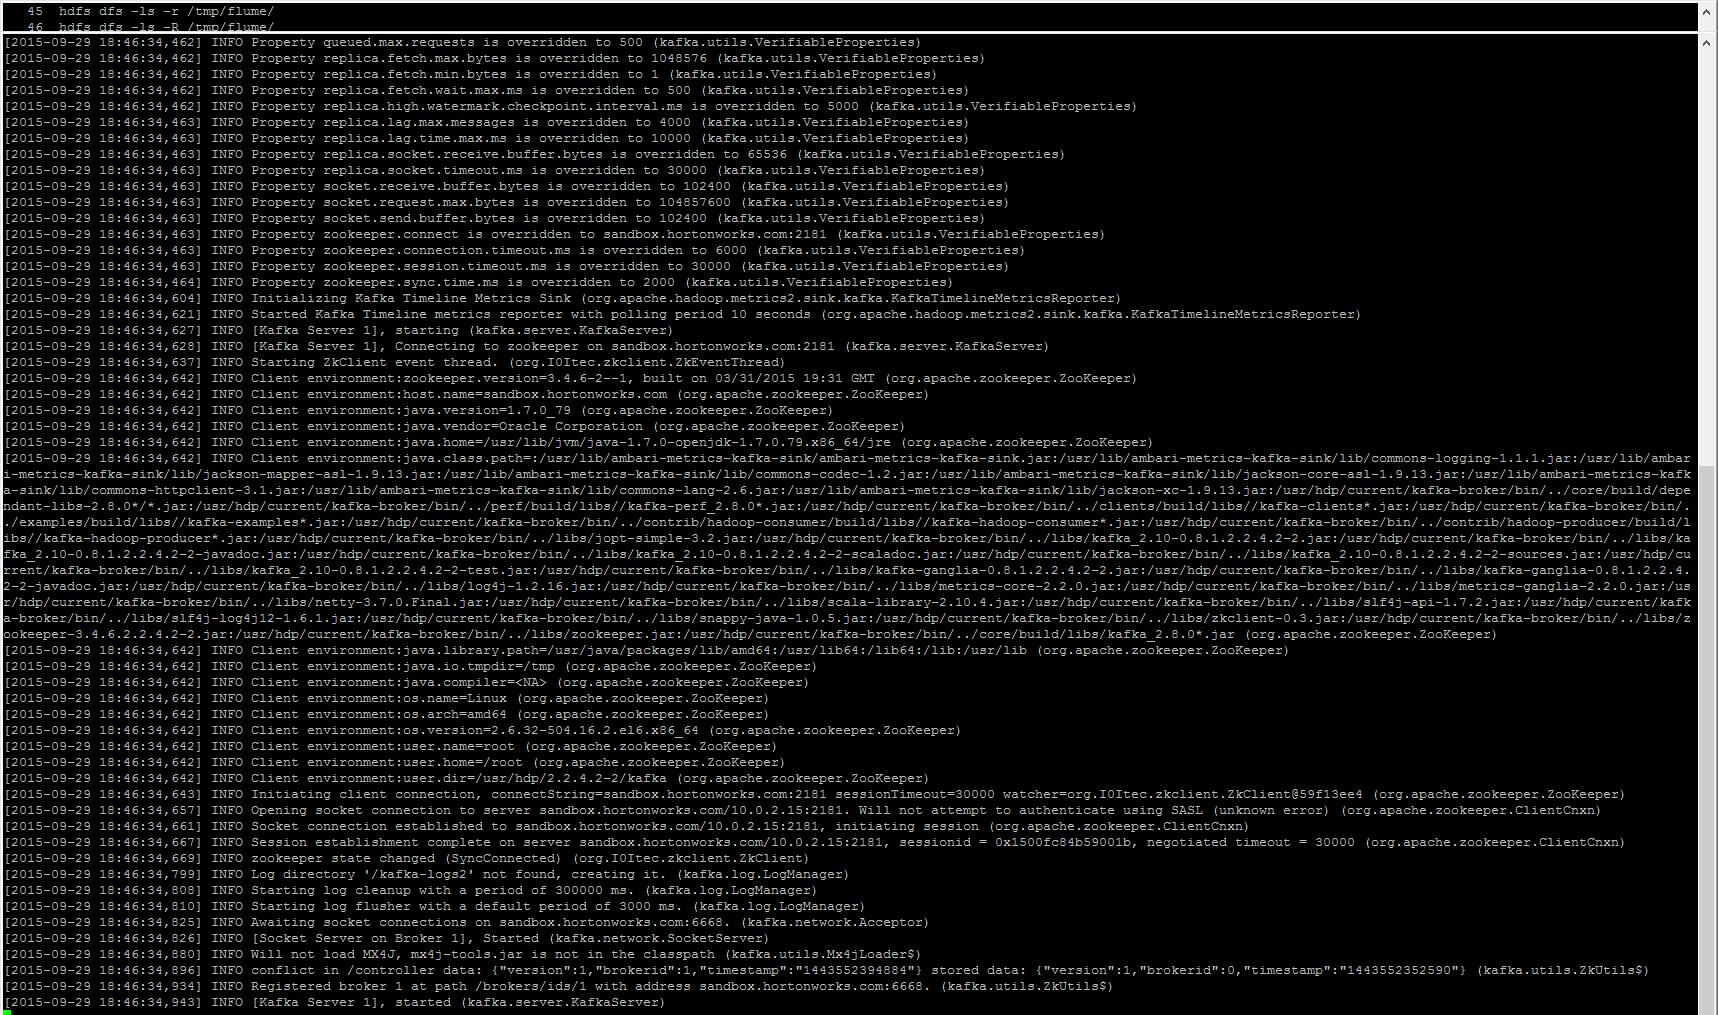 45  hdfs dfs -ls -r /tmp/flume/
46  hdfs dfs -ls -R /tmp/flume/
[2015-09-29 18:46:34,462] INFO Property queued.max.requests is overridden to 500 (kafka.utils.VerifiableProperties)
[2015-09-29 18:46:34,462] INFO Property replica.fetch.max.bytes is overridden to 1048576 (kafka.utils.VerifiableProperties)
[2015-09-29 18:46:34,462] INFO Property replica.fetch.min.bytes is overridden to 1 (kafka.utils.VerifiableProperties)
[2015-09-29 18:46:34,462] INFO Property replica.fetch.wait.max.ms is overridden to 500 (kafka.utils.VerifiableProperties)
[2015-09-29 18:46:34,462] INFO Property replica.high.watermark.checkpoint.interval.ms is overridden to 5000 (kafka.utils.VerifiableProperties)
[2015-09-29 18:46:34,463] INFO Property replica.lag.max.messages is overridden to 4000 (kafka.utils.VerifiableProperties)
[2015-09-29 18:46:34,463] INFO Property replica.lag.time.max.ms is overridden to 10000 (kafka.utils.VerifiableProperties)
[2015-09-29 18:46:34,463] INFO Property replica.socket.receive.buffer.bytes is overridden to 65536 (kafka.utils.VerifiableProperties)
[2015-09-29 18:46:34,463] INFO Property replica.socket.timeout.ms is overridden to 30000 (kafka.utils.VerifiableProperties)
[2015-09-29 18:46:34,463] INFO Property socket.receive.buffer.bytes is overridden to 102400 (kafka.utils.VerifiableProperties)
[2015-09-29 18:46:34,463] INFO Property socket.request.max.bytes is overridden to 104857600 (kafka.utils.VerifiableProperties)
[2015-09-29 18:46:34,463] INFO Property socket.send.buffer.bytes is overridden to 102400 (kafka.utils.VerifiableProperties)
[2015-09-29 18:46:34,463] INFO Property zookeeper.connect is overridden to sandbox.hortonworks.com:2181 (kafka.utils.VerifiableProperties)
[2015-09-29 18:46:34,463] INFO Property zookeeper.connection.timeout.ms is overridden to 6000 (kafka.utils.VerifiableProperties)
[2015-09-29 18:46:34,463] INFO Property zookeeper.session.timeout.ms is overridden to 30000 (kafka.utils.VerifiableProperties)
[2015-09-29 18:46:34,464] INFO Property zookeeper.sync.time.ms is overridden to 2000 (kafka.utils.VerifiableProperties)
[2015-09-29 18:46:34,604] INFO Initializing Kafka Timeline Metrics Sink (org.apache.hadoop.metrics2.sink.kafka.KafkaTimelineMetricsReporter)
[2015-09-29 18:46:34,621] INFO Started Kafka Timeline metrics reporter with polling period 10 seconds (org.apache.hadoop.metrics2.sink.kafka.KafkaTimelineMetricsReporter)
[2015-09-29 18:46:34,627] INFO [Kafka Server 1], starting (kafka.server.KafkaServer)
[2015-09-29 18:46:34,628] INFO [Kafka Server 1], Connecting to zookeeper on sandbox.hortonworks.com:2181 (kafka.server.KafkaServer)
[2015-09-29 18:46:34,637] INFO Starting ZkClient event thread. (org.I0Itec.zkclient.ZkEventThread)
[2015-09-29 18:46:34,642] INFO Client environment:zookeeper.version=3.4.6-2--1, built on 03/31/2015 19:31 GMT (org.apache.zookeeper.ZooKeeper)
[2015-09-29 18:46:34,642] INFO Client environment:host.name=sandbox.hortonworks.com (org.apache.zookeeper.ZooKeeper)
[2015-09-29 18:46:34,642] INFO Client environment:java.version=1.7.0_79 (org.apache.zookeeper.ZooKeeper)
[2015-09-29 18:46:34,642] INFO Client environment:java.vendor=Oracle Corporation (org.apache.zookeeper.ZooKeeper)
[2015-09-29 18:46:34,642] INFO Client environment:java.home=/usr/lib/jvm/java-1.7.0-openjdk-1.7.0.79.x86_64/jre (org.apache.zookeeper.ZooKeeper)
[2015-09-29 18:46:34,642] INFO Client environment:java.class.path=:/usr/lib/ambari-metrics-kafka-sink/ambari-metrics-kafka-sink.jar:/usr/lib/ambari-metrics-kafka-sink/lib/commons-logging-1.1.1.jar:/usr/lib/ambar
i-metrics-kafka-sink/lib/jackson-mapper-asl-1.9.13.jar:/usr/lib/ambari-metrics-kafka-sink/lib/commons-codec-1.2.jar:/usr/lib/ambari-metrics-kafka-sink/lib/jackson-core-asl-1.9.13.jar:/usr/lib/ambari-metrics-kafk
a-sink/lib/commons-httpclient-3.1.jar:/usr/lib/ambari-metrics-kafka-sink/lib/commons-lang-2.6.jar:/usr/lib/ambari-metrics-kafka-sink/lib/jackson-xc-1.9.13.jar:/usr/hdp/current/kafka-broker/bin/../core/build/depe
ndant-libs-2.8.0*/*.jar:/usr/hdp/current/kafka-broker/bin/../perf/build/libs//kafka-perf_2.8.0*.jar:/usr/hdp/current/kafka-broker/bin/../clients/build/libs//kafka-clients*.jar:/usr/hdp/current/kafka-broker/bin/.
./examples/build/libs//kafka-examples*.jar:/usr/hdp/current/kafka-broker/bin/../contrib/hadoop-consumer/build/libs//kafka-hadoop-consumer*.jar:/usr/hdp/current/kafka-broker/bin/../contrib/hadoop-producer/build/l
ibs//kafka-hadoop-producer*.jar:/usr/hdp/current/kafka-broker/bin/../libs/jopt-simple-3.2.jar:/usr/hdp/current/kafka-broker/bin/../libs/kafka_2.10-0.8.1.2.2.4.2-2.jar:/usr/hdp/current/kafka-broker/bin/../libs/ka
fka_2.10-0.8.1.2.2.4.2-2-javadoc.jar:/usr/hdp/current/kafka-broker/bin/../libs/kafka_2.10-0.8.1.2.2.4.2-2-scaladoc.jar:/usr/hdp/current/kafka-broker/bin/../libs/kafka_2.10-0.8.1.2.2.4.2-2-sources.jar:/usr/hdp/cu
rrent/kafka-broker/bin/../libs/kafka_2.10-0.8.1.2.2.4.2-2-test.jar:/usr/hdp/current/kafka-broker/bin/../libs/kafka-ganglia-0.8.1.2.2.4.2-2.jar:/usr/hdp/current/kafka-broker/bin/../libs/kafka-ganglia-0.8.1.2.2.4.
2-2-javadoc.jar:/usr/hdp/current/kafka-broker/bin/../libs/log4j-1.2.16.jar:/usr/hdp/current/kafka-broker/bin/../libs/metrics-core-2.2.0.jar:/usr/hdp/current/kafka-broker/bin/../libs/metrics-ganglia-2.2.0.jar:/us
r/hdp/current/kafka-broker/bin/../libs/netty-3.7.0.Final.jar:/usr/hdp/current/kafka-broker/bin/../libs/scala-library-2.10.4.jar:/usr/hdp/current/kafka-broker/bin/../libs/slf4j-api-1.7.2.jar:/usr/hdp/current/kafk
a-broker/bin/../libs/slf4j-log4j12-1.6.1.jar:/usr/hdp/current/kafka-broker/bin/../libs/snappy-java-1.0.5.jar:/usr/hdp/current/kafka-broker/bin/../libs/zkclient-0.3.jar:/usr/hdp/current/kafka-broker/bin/../libs/z
ookeeper-3.4.6.2.2.4.2-2.jar:/usr/hdp/current/kafka-broker/bin/../libs/zookeeper.jar:/usr/hdp/current/kafka-broker/bin/../core/build/libs/kafka_2.8.0*.jar (org.apache.zookeeper.ZooKeeper)
[2015-09-29 18:46:34,642] INFO Client environment:java.library.path=/usr/java/packages/lib/amd64:/usr/lib64:/lib64:/lib:/usr/lib (org.apache.zookeeper.ZooKeeper)
[2015-09-29 18:46:34,642] INFO Client environment:java.io.tmpdir=/tmp (org.apache.zookeeper.ZooKeeper)
[2015-09-29 18:46:34,642] INFO Client environment:java.compiler=<NA> (org.apache.zookeeper.ZooKeeper)
[2015-09-29 18:46:34,642] INFO Client environment:os.name=Linux (org.apache.zookeeper.ZooKeeper)
[2015-09-29 18:46:34,642] INFO Client environment:os.arch=amd64 (org.apache.zookeeper.ZooKeeper)
[2015-09-29 18:46:34,642] INFO Client environment:os.version=2.6.32-504.16.2.el6.x86_64 (org.apache.zookeeper.ZooKeeper)
[2015-09-29 18:46:34,642] INFO Client environment:user.name=root (org.apache.zookeeper.ZooKeeper)
[2015-09-29 18:46:34,642] INFO Client environment:user.home=/root (org.apache.zookeeper.ZooKeeper)
[2015-09-29 18:46:34,642] INFO Client environment:user.dir=/usr/hdp/2.2.4.2-2/kafka (org.apache.zookeeper.ZooKeeper)
[2015-09-29 18:46:34,643] INFO Initiating client connection, connectString=sandbox.hortonworks.com:2181 sessionTimeout=30000 watcher=org.I0Itec.zkclient.ZkClient@59f13ee4 (org.apache.zookeeper.ZooKeeper)
[2015-09-29 18:46:34,657] INFO Opening socket connection to server sandbox.hortonworks.com/10.0.2.15:2181. Will not attempt to authenticate using SASL (unknown error) (org.apache.zookeeper.ClientCnxn)
[2015-09-29 18:46:34,661] INFO Socket connection established to sandbox.hortonworks.com/10.0.2.15:2181, initiating session (org.apache.zookeeper.ClientCnxn)
[2015-09-29 18:46:34,667] INFO Session establishment complete on server sandbox.hortonworks.com/10.0.2.15:2181, sessionid = 0x1500fc84b59001b, negotiated timeout = 30000 (org.apache.zookeeper.ClientCnxn)
[2015-09-29 18:46:34,669] INFO zookeeper state changed (SyncConnected) (org.I0Itec.zkclient.ZkClient)
[2015-09-29 18:46:34,799] INFO Log directory '/kafka-logs2' not found, creating it. (kafka.log.LogManager)
[2015-09-29 18:46:34,808] INFO Starting log cleanup with a period of 300000 ms. (kafka.log.LogManager)
[2015-09-29 18:46:34,810] INFO Starting log flusher with a default period of 3000 ms. (kafka.log.LogManager)
[2015-09-29 18:46:34,825] INFO Awaiting socket connections on sandbox.hortonworks.com:6668. (kafka.network.Acceptor)
[2015-09-29 18:46:34,826] INFO [Socket Server on Broker 1], Started (kafka.network.SocketServer)
[2015-09-29 18:46:34,880] INFO Will not load MX4J, mx4j-tools.jar is not in the classpath (kafka.utils.Mx4jLoader$)
[2015-09-29 18:46:34,896] INFO conflict in /controller data: {"version":1,"brokerid":1,"timestamp":"1443552394884"} stored data: {"version":1,"brokerid":0,"timestamp":"1443552352590"} (kafka.utils.ZkUtils$)
[2015-09-29 18:46:34,934] INFO Registered broker 1 at path /brokers/ids/1 with address sandbox.hortonworks.com:6668. (kafka.utils.ZkUtils$)
[2015-09-29 18:46:34,943] INFO [Kafka Server 1], started (kafka.server.KafkaServer)